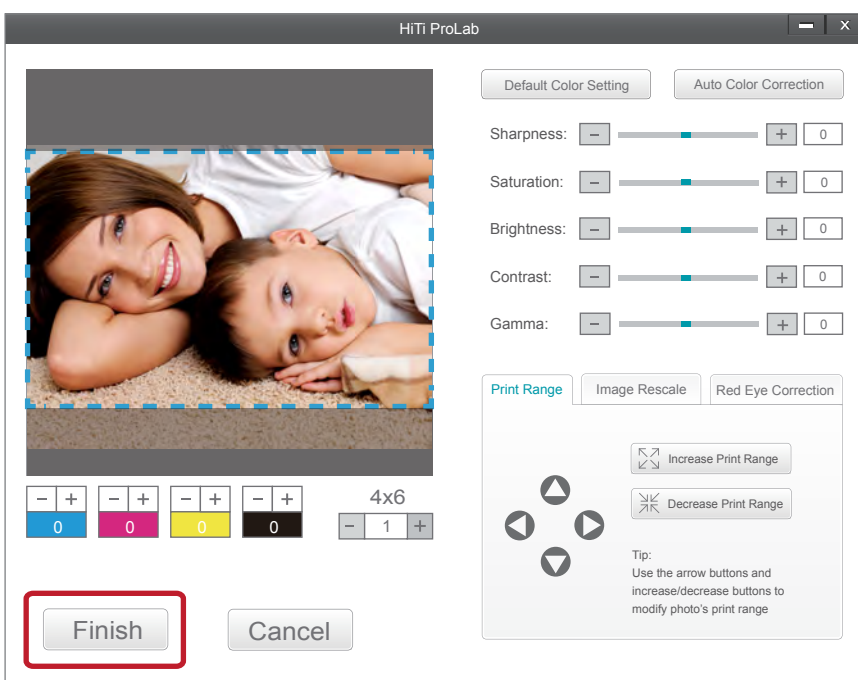 HiTi ProLab
Default Color Setting
Auto Color Correction
Sharpness: - + 0
Saturation: - + 0
Brightness: - + 0
Contrast: - + 0
Gamma: - + 0
Print Range
Image Rescale
Red Eye Correction
Increase Print Range
Decrease Print Range
Tip:
Use the arrow buttons and
increase/decrease buttons to
modify photo's print range
- + - + - + - +
0 0 0 0
4x6
- 1 +
Finish
Cancel